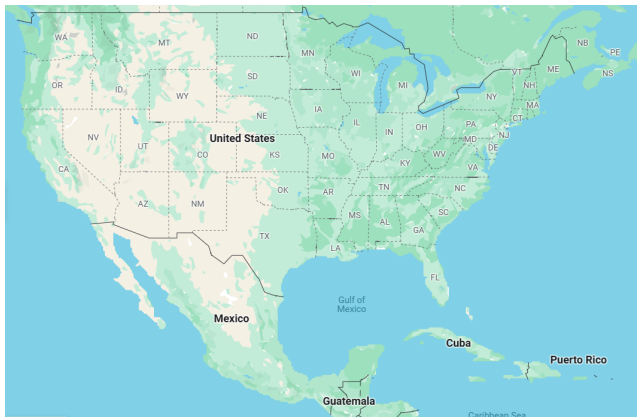 WA
MT
ND
MN
NB
PE
NS
ME
VT
NH
MA
CT
NY
OR
ID
SD
WI
MI
WY
IA
NE
PA
NJ
MD
DE
OH
IN
IL
NV
UT
CO
United States
KS
MO
WV
VA
KY
CA
AZ
NM
OK
AR
TN
NC
SC
MS
AL
GA
TX
LA
FL
Gulf of
Mexico
Mexico
Cuba
Puerto Rico
Guatemala
Caribbean Sea